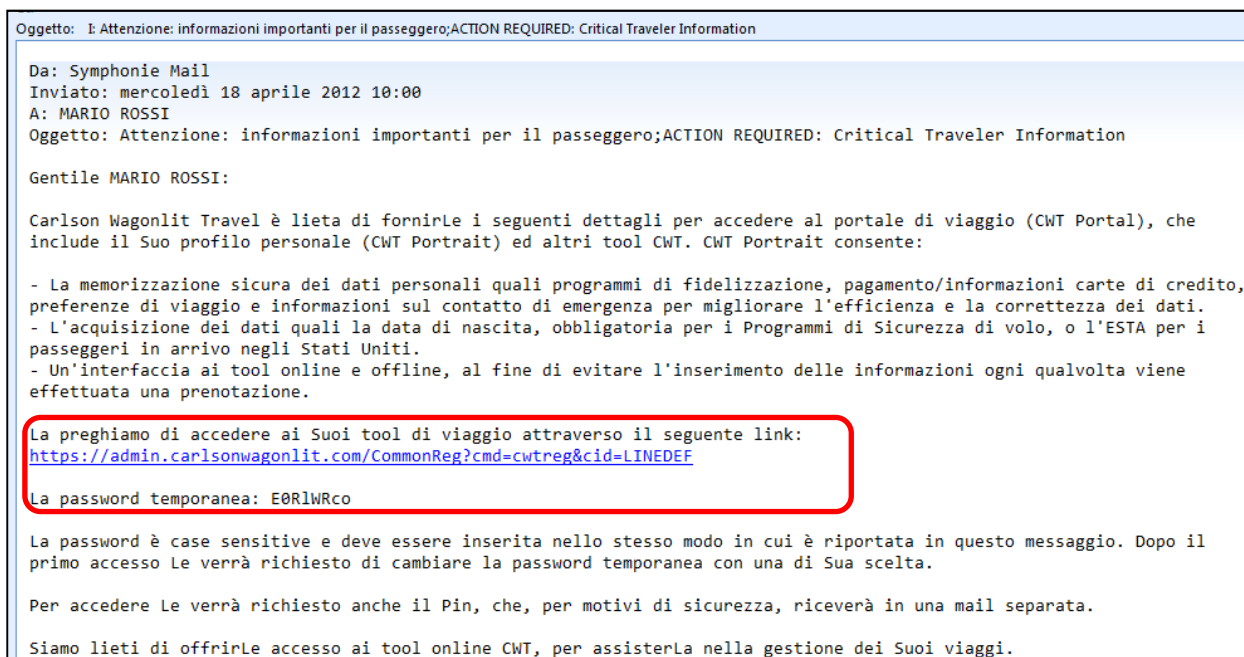 Oggetto: I: Attenzione: informazioni importanti per il passeggero;ACTION REQUIRED: Critical Traveler Information
Da: Symphonie Mail
Inviato: mercoledì 18 aprile 2012 10:00
A: MARIO ROSSI
Oggetto: Attenzione: informazioni importanti per il passeggero;ACTION REQUIRED: Critical Traveler Information
Gentile MARIO ROSSI:
Carlson Wagonlit Travel è lieta di fornirLe i seguenti dettagli per accedere al portale di viaggio (CWT Portal), che
include il Suo profilo personale (CWT Portrait) ed altri tool CWT. CWT Portrait consente:
- La memorizzazione sicura dei dati personali quali programmi di fidelizzazione, pagamento/informazioni carte di credito,
preferenze di viaggio e informazioni sul contatto di emergenza per migliorare l'efficienza e la correttezza dei dati.
- L'acquisizione dei dati quali la data di nascita, obbligatoria per i Programmi di Sicurezza di volo, o l'ESTA per i
passeggeri in arrivo negli Stati Uniti.
- Un'interfaccia ai tool online e offline, al fine di evitare l'inserimento delle informazioni ogni qualvolta viene
effettuata una prenotazione.
La preghiamo di accedere ai Suoi tool di viaggio attraverso il seguente link:
https://admin.carlsonwagonlit.com/CommonReg?cmd=cwtreg&cid=LINEDEF
La password temporanea: E0RlWRco
La password è case sensitive e deve essere inserita nello stesso modo in cui è riportata in questo messaggio. Dopo il
primo accesso Le verrà richiesto di cambiare la password temporanea con una di Sua scelta.
Per accedere Le verrà richiesto anche il Pin, che, per motivi di sicurezza, riceverà in una mail separata.
Siamo lieti di offrirLe accesso ai tool online CWT, per assisterLa nella gestione dei Suoi viaggi.